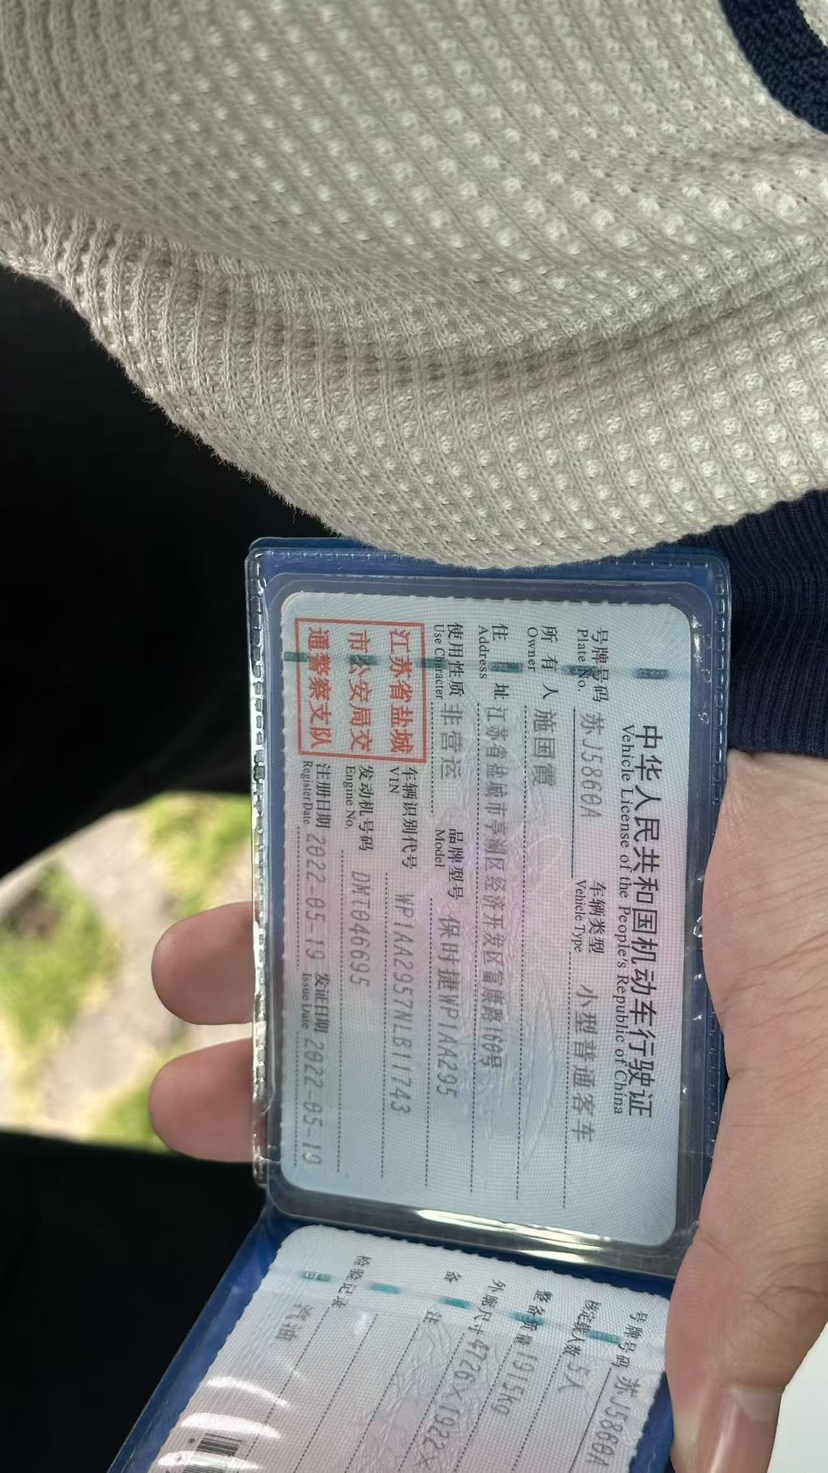 中华人民共和国机动车行驶证
Vehicle License of the People's Republic of China
号牌号码 苏J5860A 车辆类型 小型普通客车
Plate No. Vehicle Type
所有人 施国霞
Owner
住址 江苏省盐城市亭湖区经济开发区富康路160号
Address
使用性质 非营运 品牌型号 保时捷WP1AA295
Use Character Model
江苏省盐城
市公安局交
通警察支队
车辆识别代号 WP1AA2957NLB11743
VIN
发动机号码 DMT046695
Engine No.
注册日期 2022-05-19 发证日期 2022-05-19
Register Date Issue Date
号牌号码 苏J5860A
核定载人数 5人
整备质量 1915kg
外廓尺寸 4726×1922×
备注
检验记录
汽油